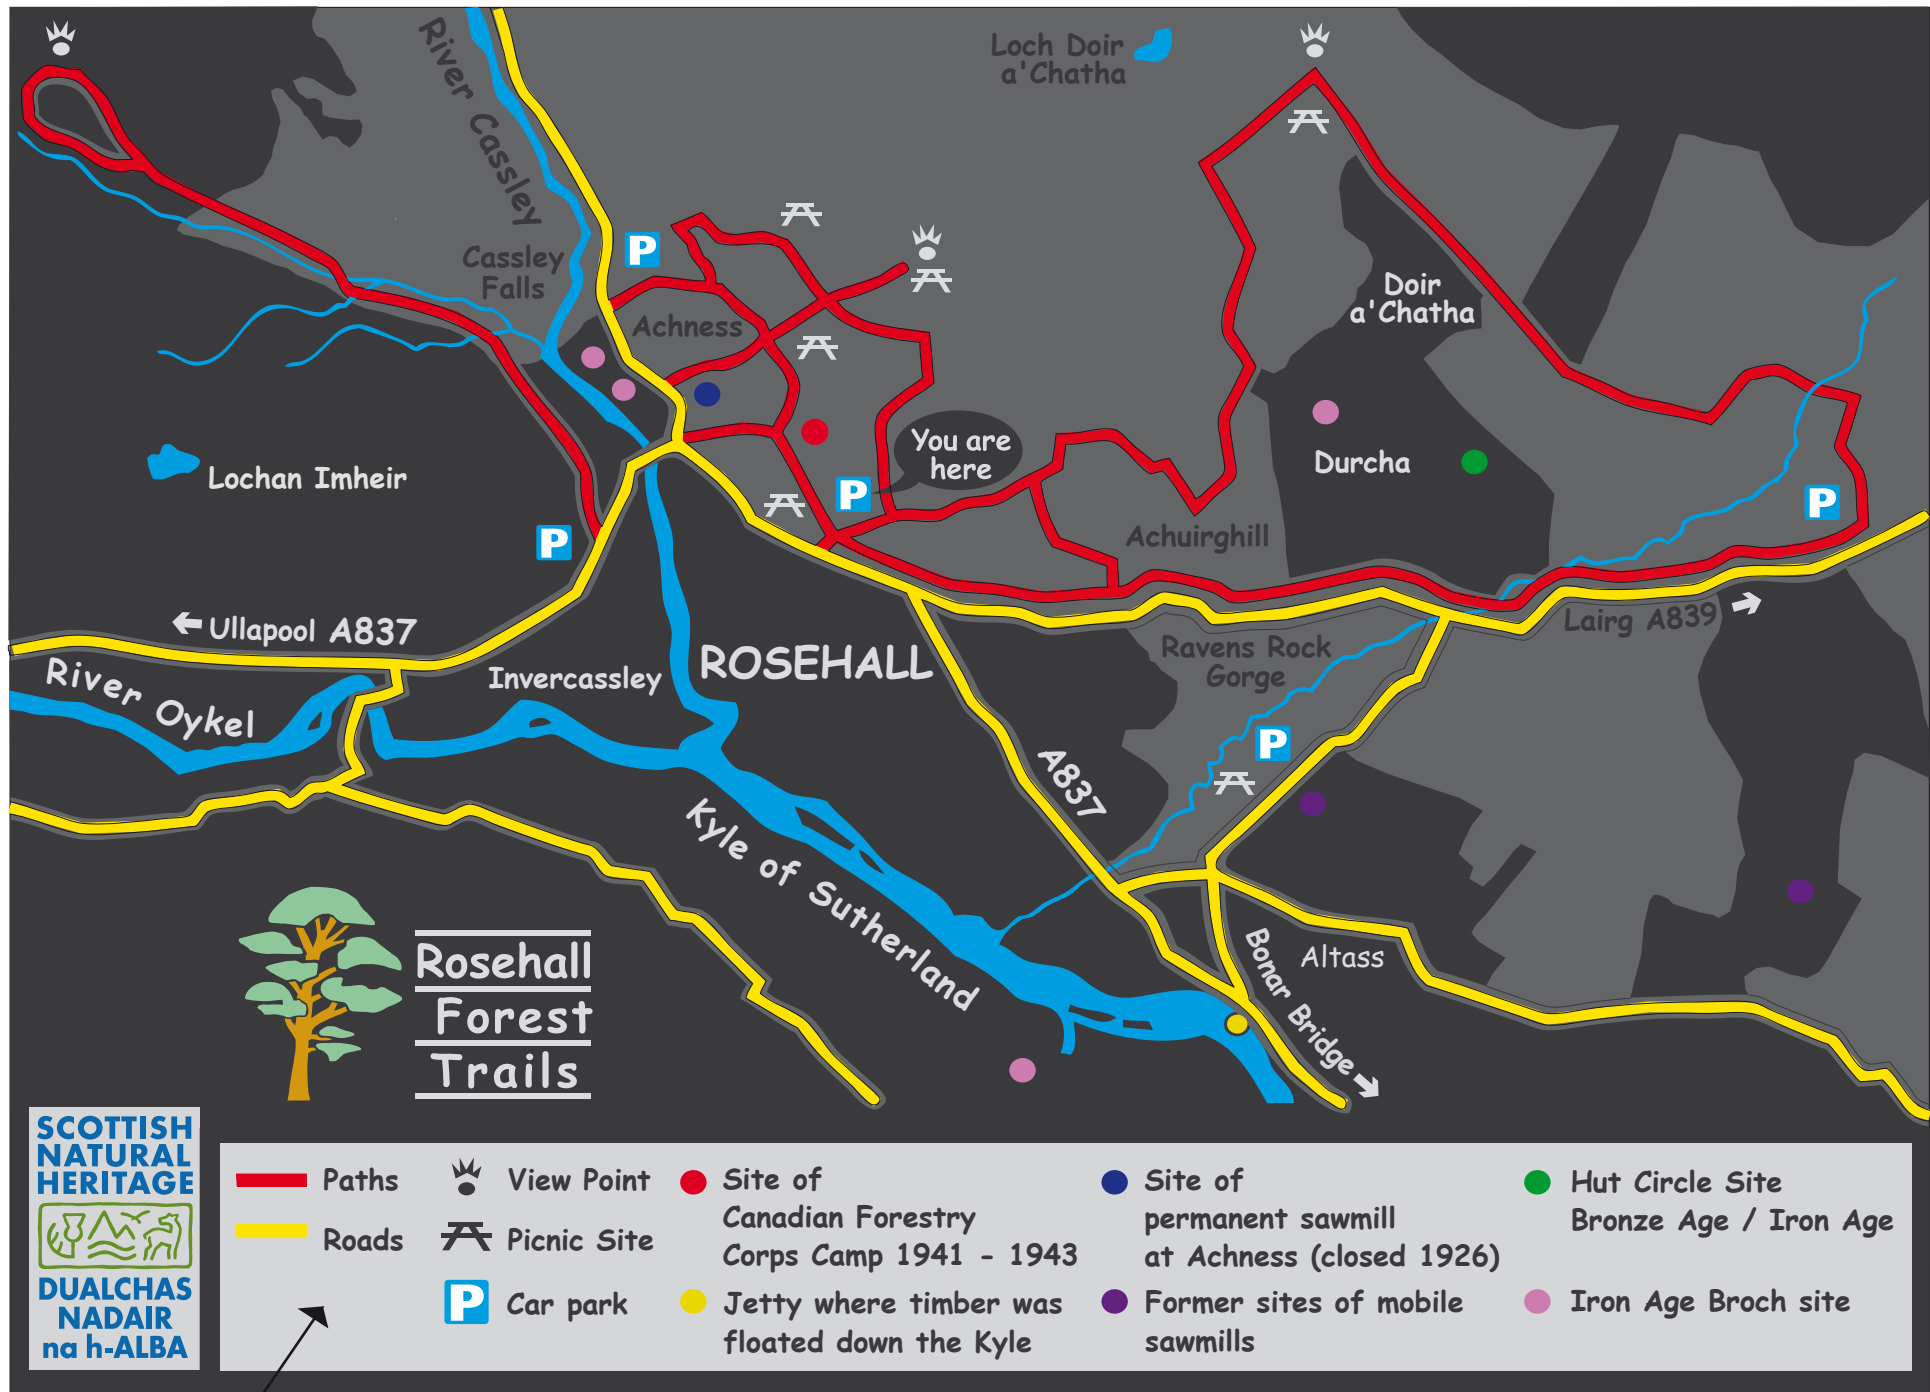 River Cassley
Loch Doir
a'Chatha
Cassley
Falls
P
Achness
Doir
a'Chatha
Lochan Imheir
You are
here
Durcha
P
P
P
Achuirghill
Ullapool A837
Lairg A839
River Oykel
Invercassley
ROSEHALL
Ravens Rock
Gorge
P
A837
Kyle of Sutherland
Bonar Bridge
Altass
Rosehall
Forest
Trails
SCOTTISH
NATURAL
HERITAGE
DUALCHAS
NADAIR
na h-ALBA
Paths
Roads
View Point
Picnic Site
P Car park
Site of
Canadian Forestry
Corps Camp 1941 - 1943
Jetty where timber was
floated down the Kyle
Site of
permanent sawmill
at Achness (closed 1926)
Former sites of mobile
sawmills
Hut Circle Site
Bronze Age / Iron Age
Iron Age Broch site